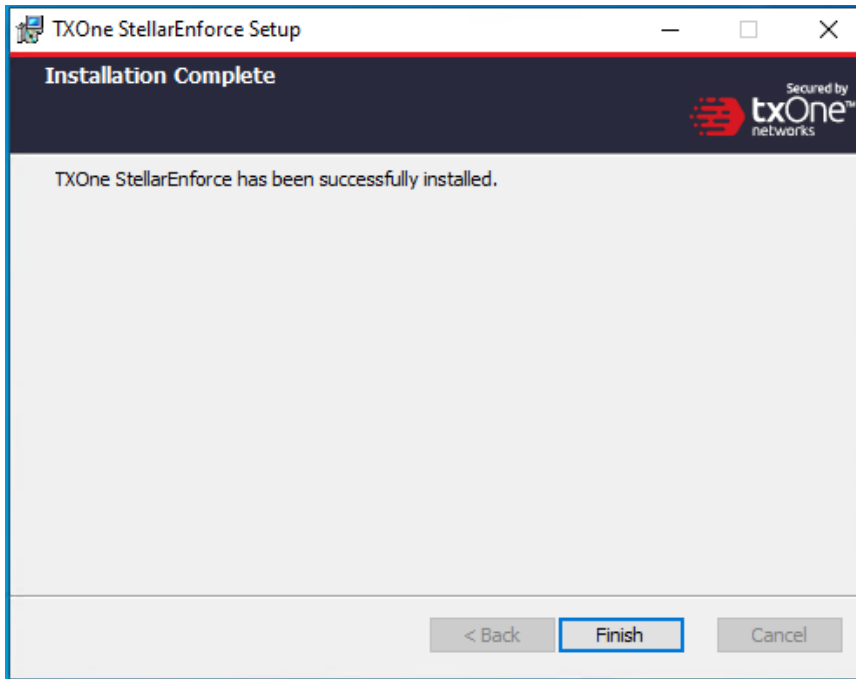 TXOne StellarEnforce Setup
Installation Complete
Secured by
txOne™
networks
TXOne StellarEnforce has been successfully installed.
< Back
Finish
Cancel